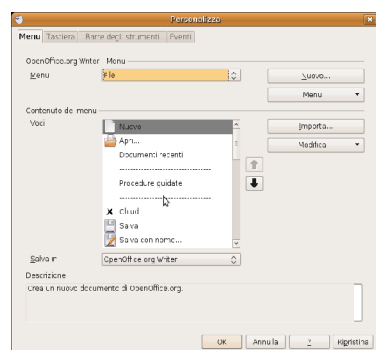 Personalizza
Menu Tastiera Barre degli strumenti Eventi
OpenOffice.org Writer Menu
Menu File Nuovo...
Menu
Contenuto del menu
Voci Nuovo Importa...
Apri... Modifica
Documenti recenti
Procedure guidate
Chiudi
Salva
Salva con nome...
Salva in OpenOffice.org Writer
Descrizione
Crea un nuovo documento di OpenOffice.org.
OK Annulla ? Ripristina